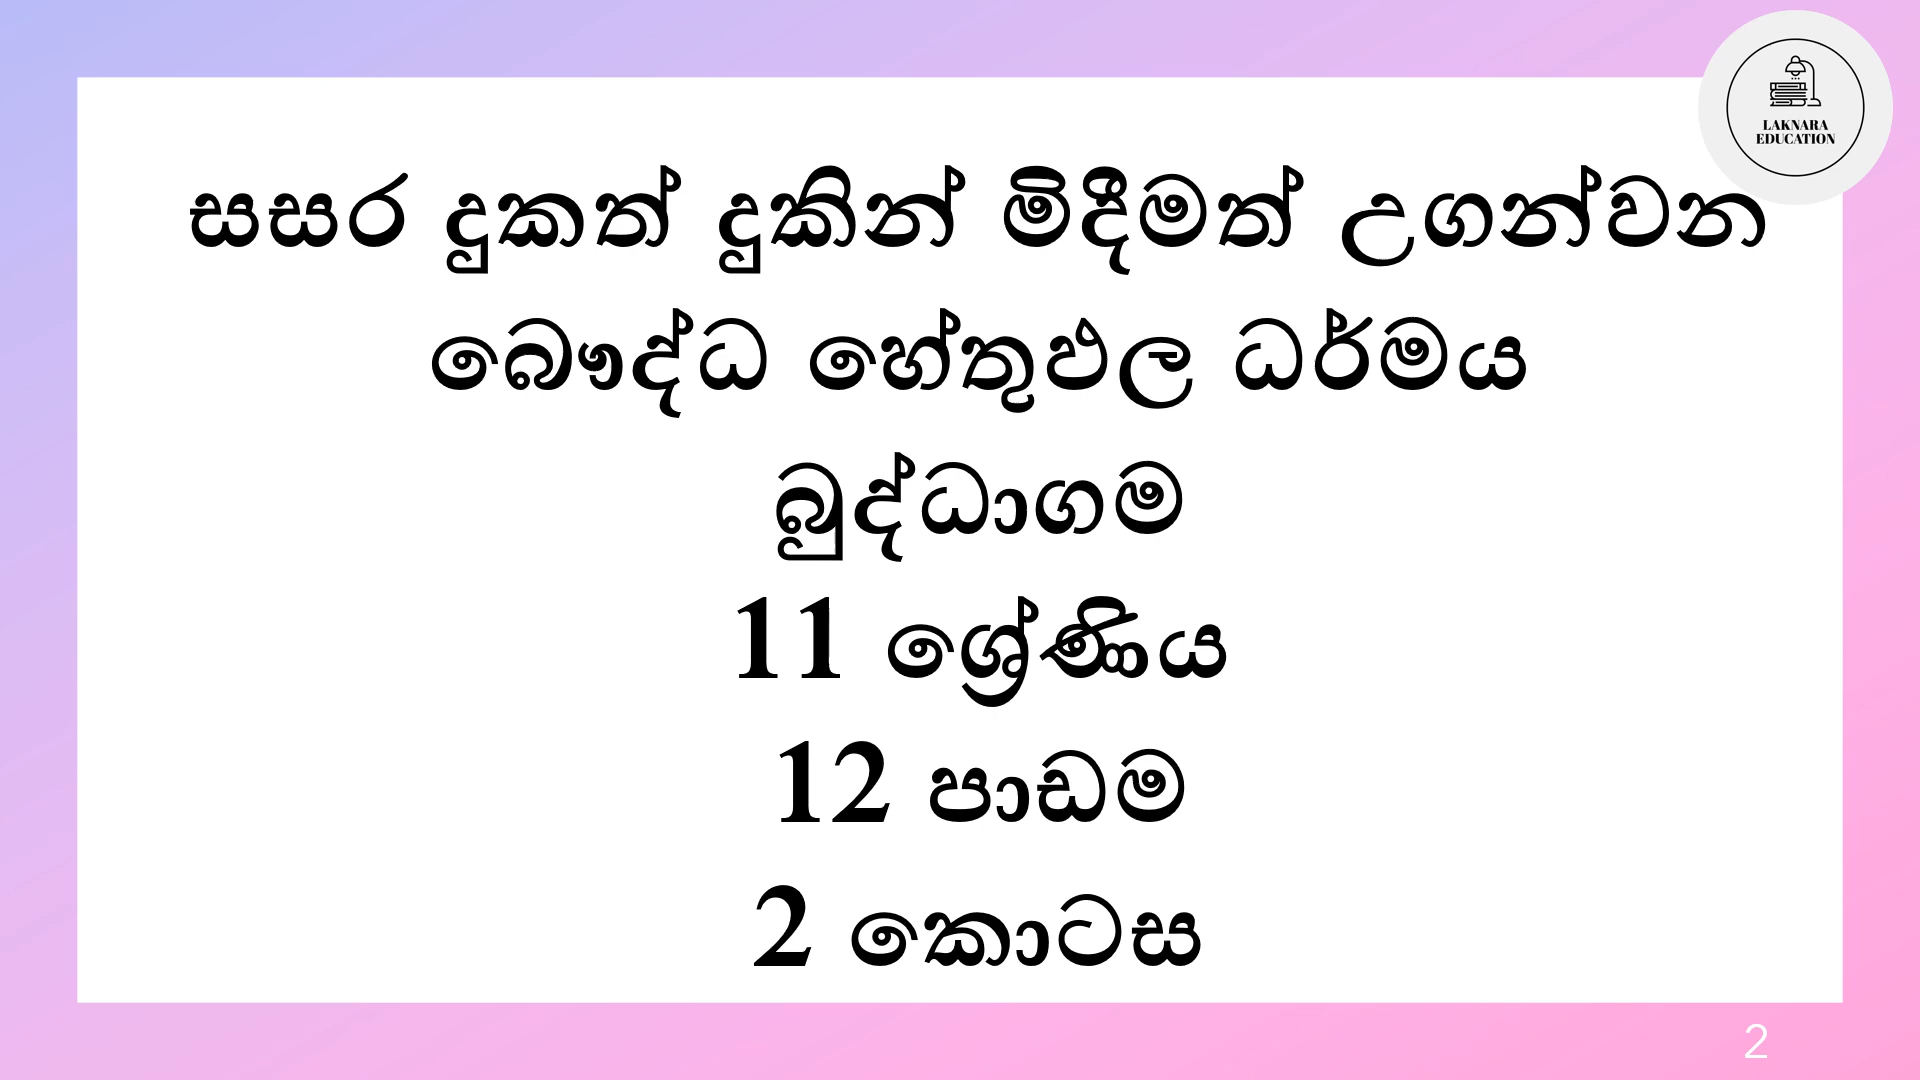 LAKNARA
EDUCATION
සසර දුකත් දුකින් මිදීමත් උගන්වන
බෞද්ධ හේතුඵල ධර්මය
බුද්ධාගම
11 ශ්‍රේණිය
12 පාඩම
2 කොටස
2